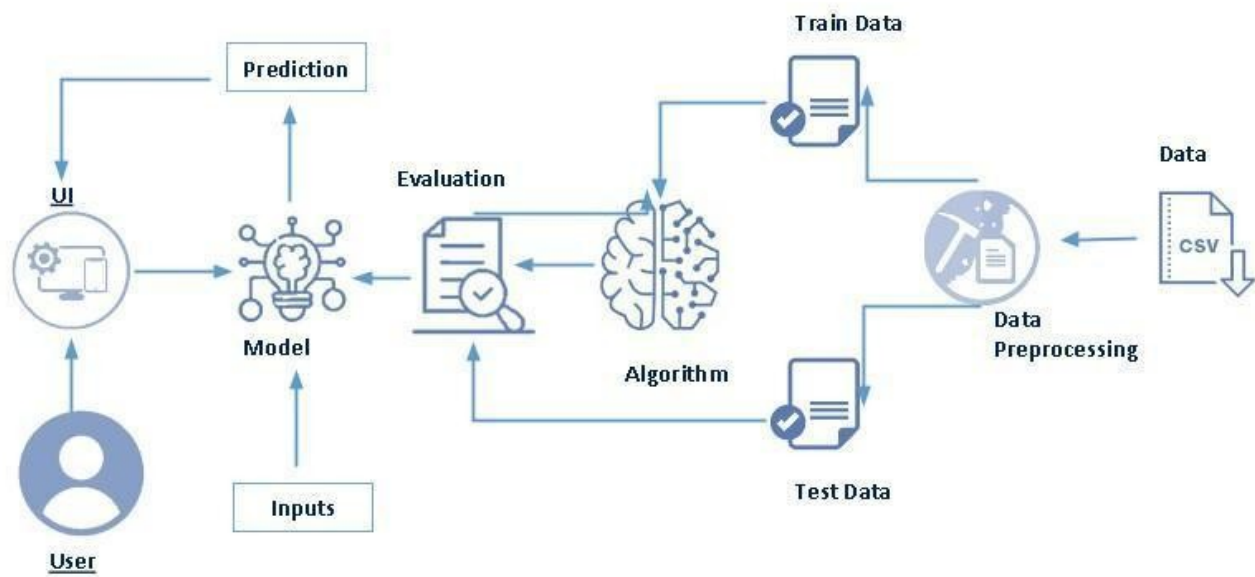 Train Data
Prediction
Data
Evaluation
UI
CSV
Data
Preprocessing
Model
Algorithm
Inputs
Test Data
User